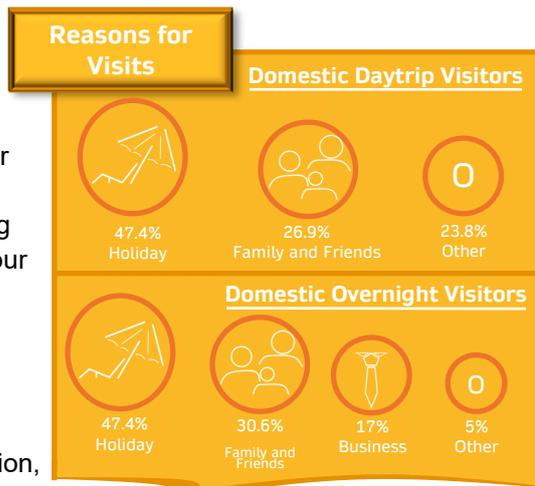 Reasons for
Visits
Domestic Daytrip Visitors
O
47.4%
Holiday
26.9%
Family and Friends
23.8%
Other
Domestic Overnight Visitors
O
47.4%
Holiday
30.6%
Family and
Friends
17%
Business
5%
Other